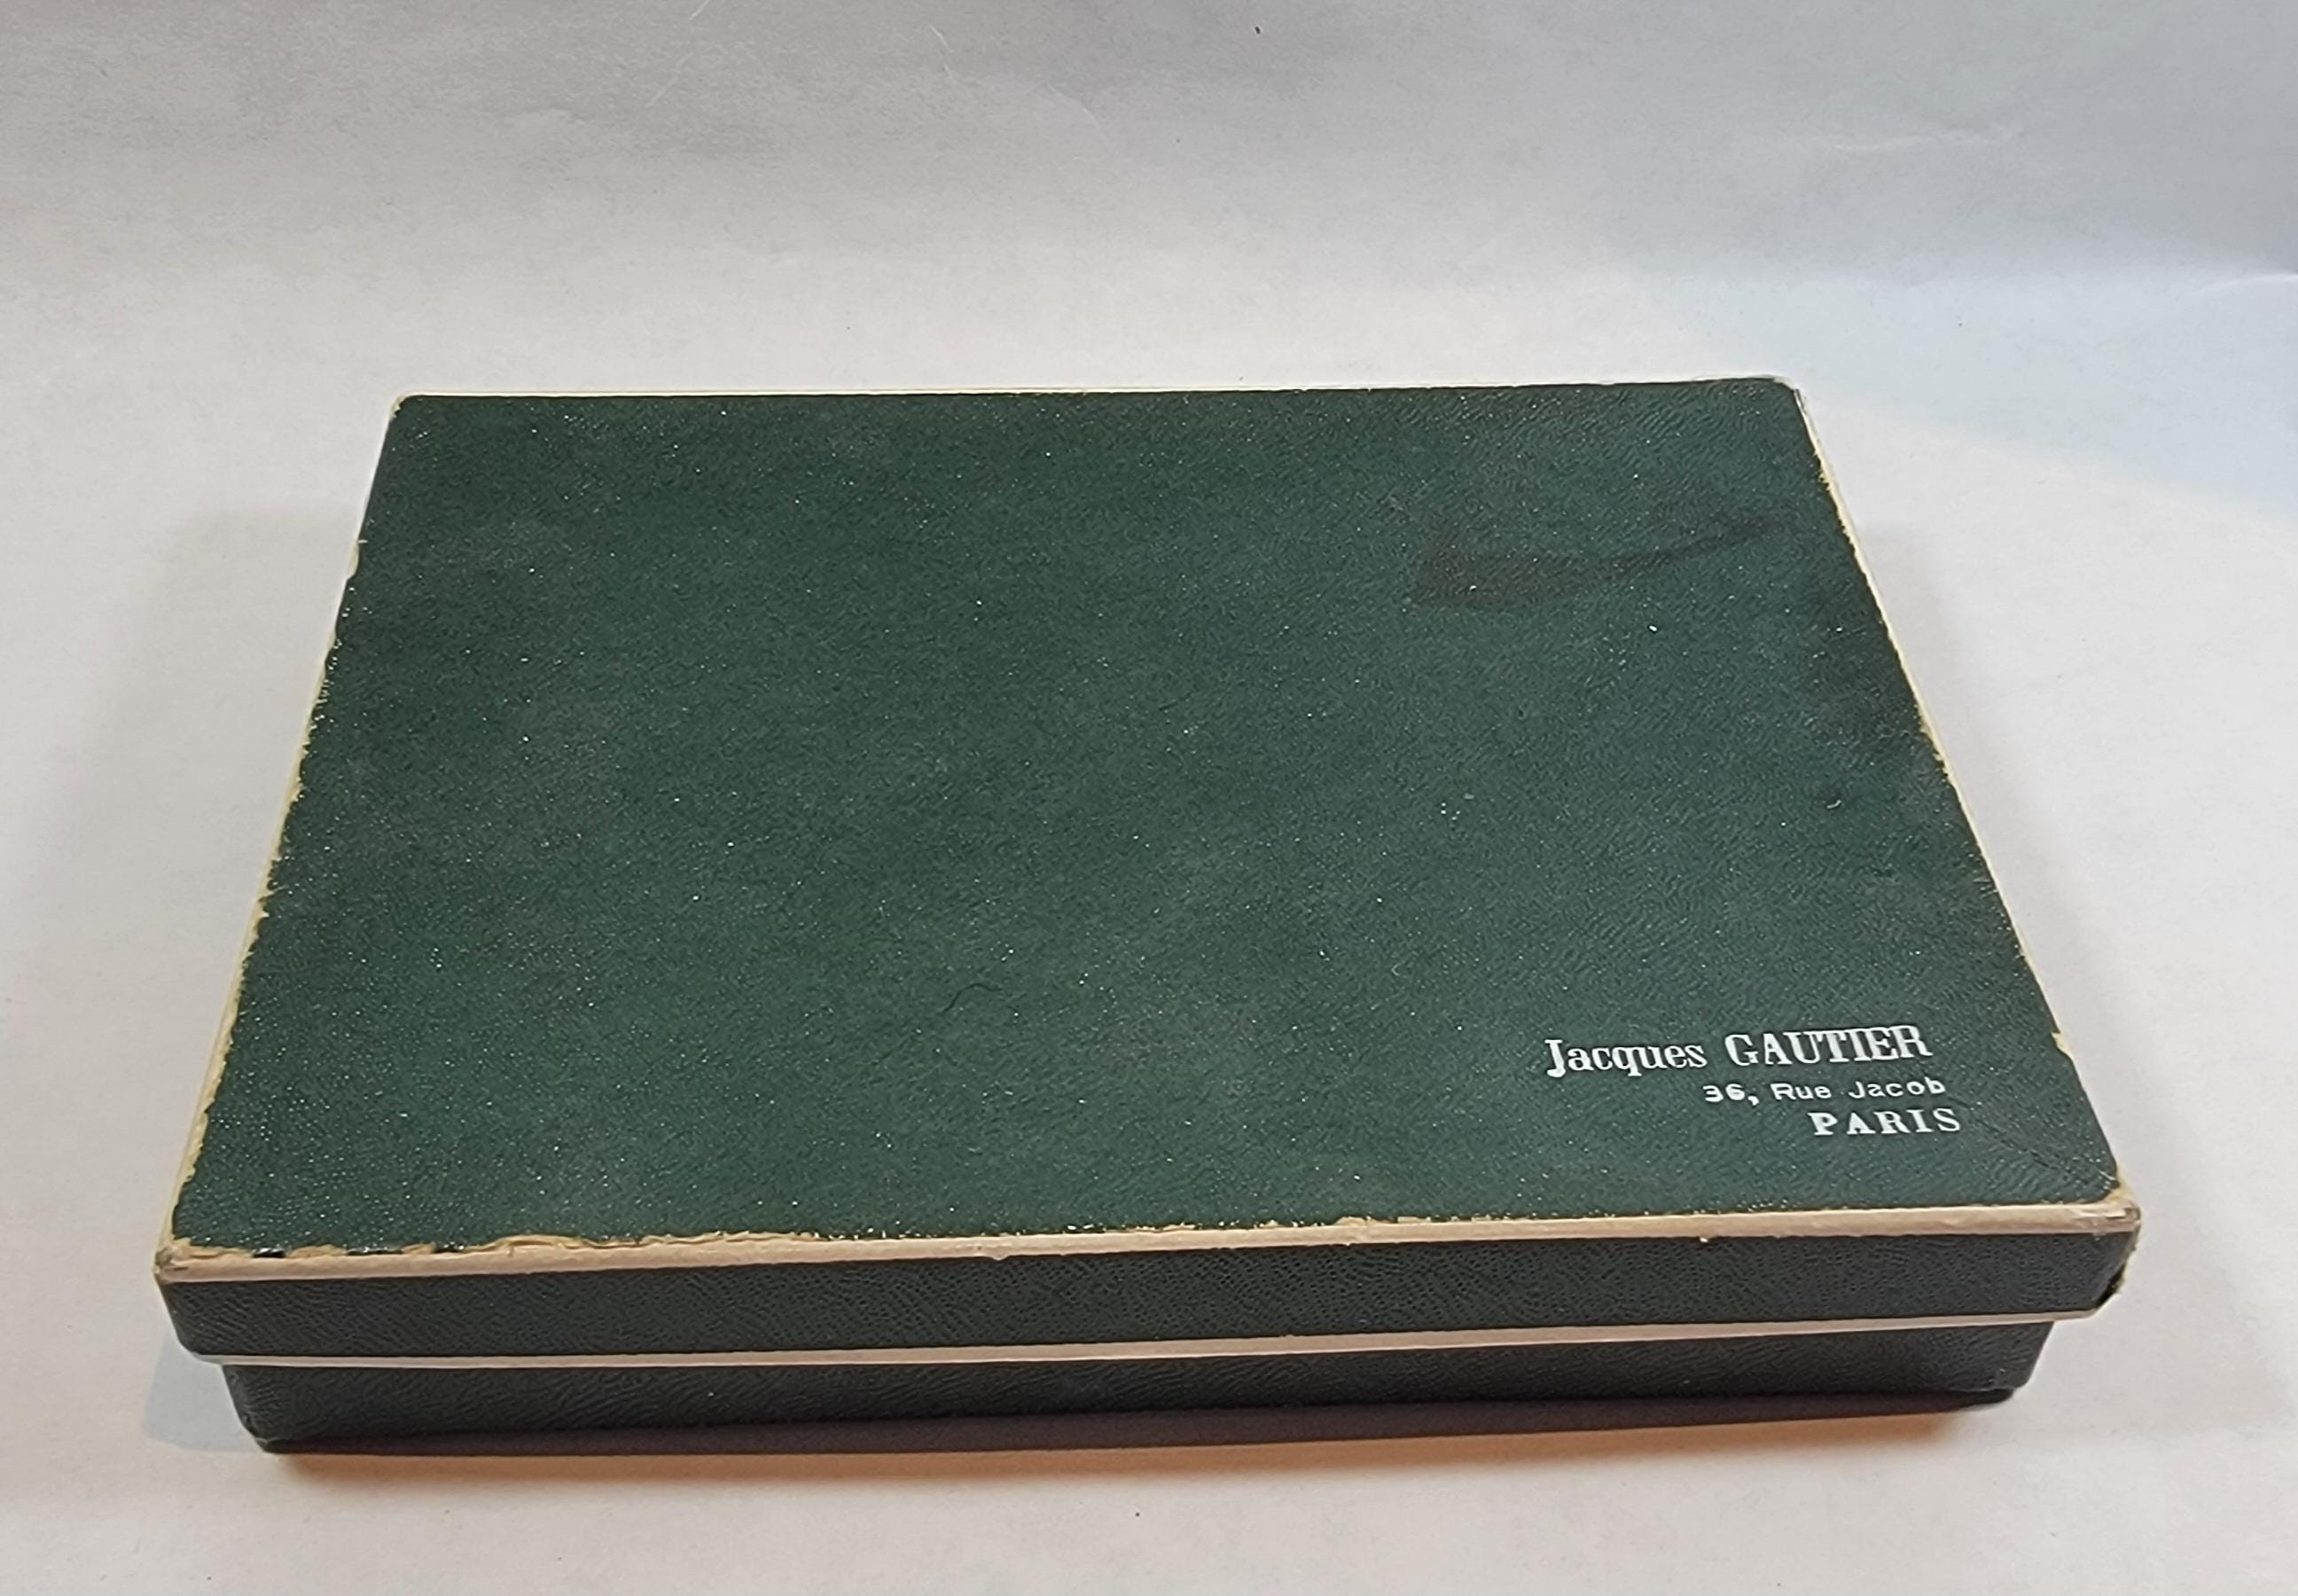 Jacques GAUTIER
36, Rue Jacob
PARIS